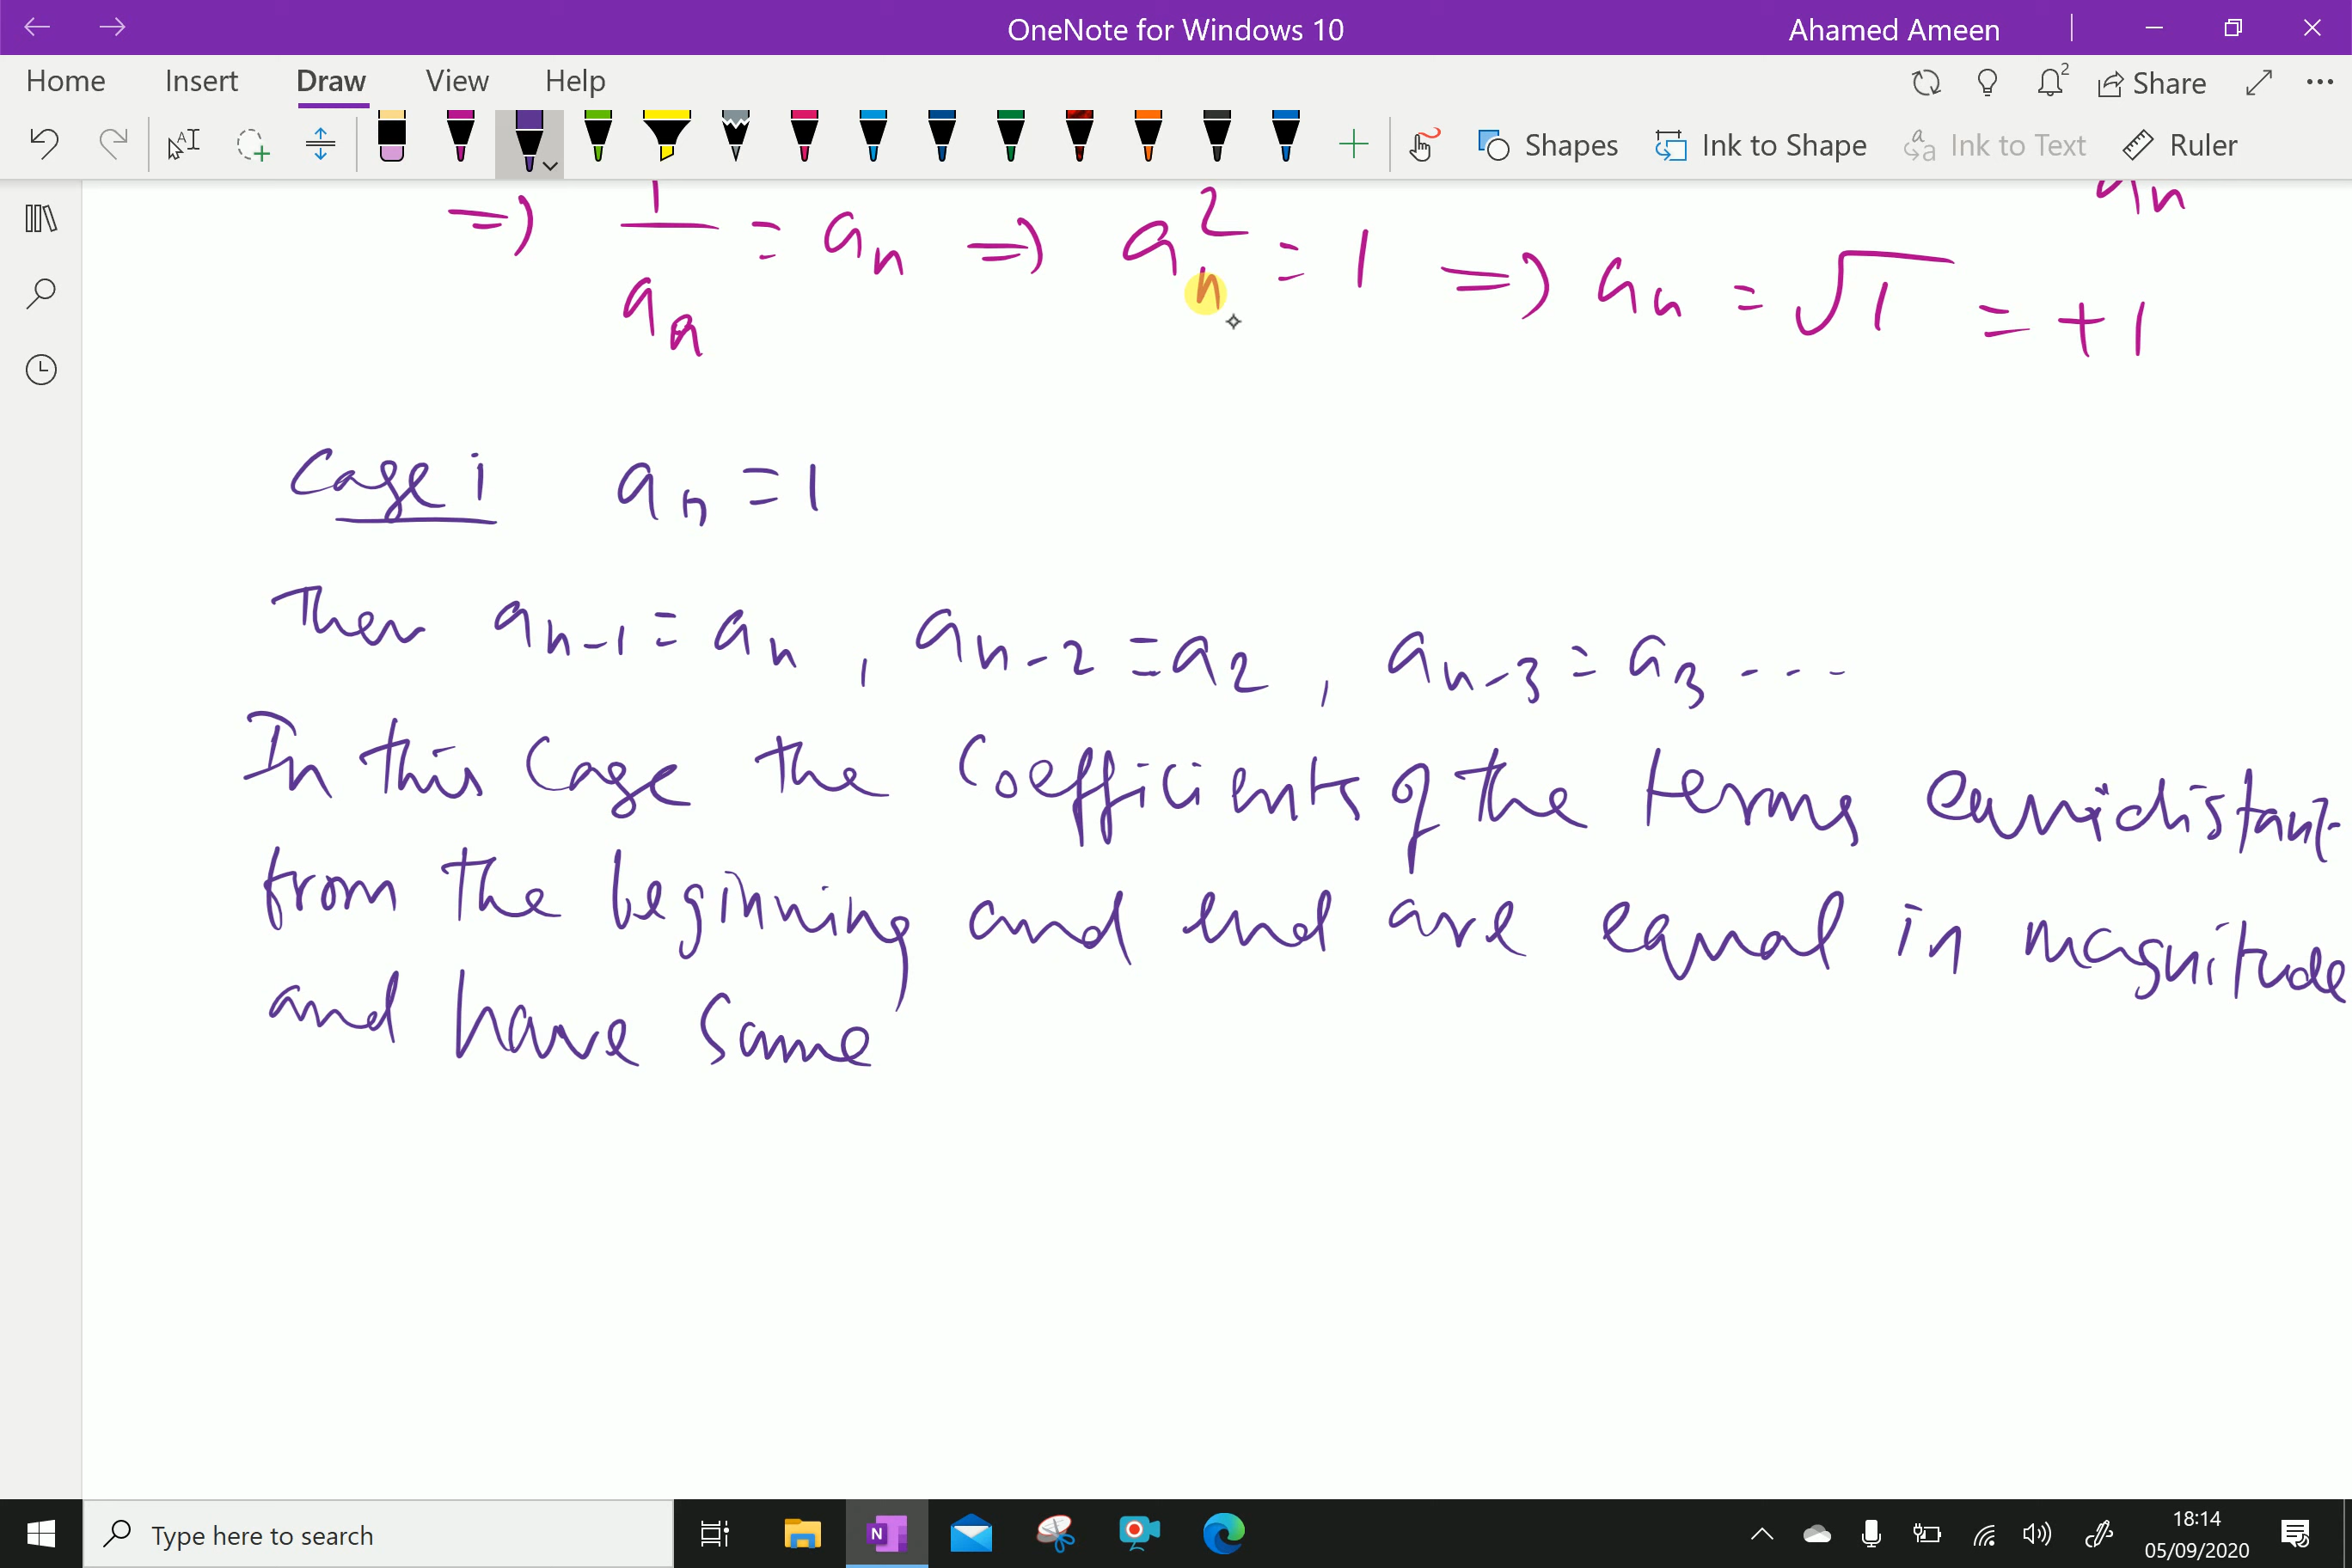 OneNote for Windows 10 Ahamed Ameen
Home Insert Draw View Help 2 Share
Shapes Ink to Shape Ink to Text Ruler
=> 1/aₙ = aₙ => aₙ² = 1 => aₙ = √1 = +1
aₙ
Case i aₙ = 1
Then aₙ₋₁ = aₙ , aₙ₋₂ = a₂ , aₙ₋₃ = a₃ ...
In this case the coefficients of the terms equidistant
from the beginning and end are equal in magnitude
and have same
Type here to search
18:14
05/09/2020